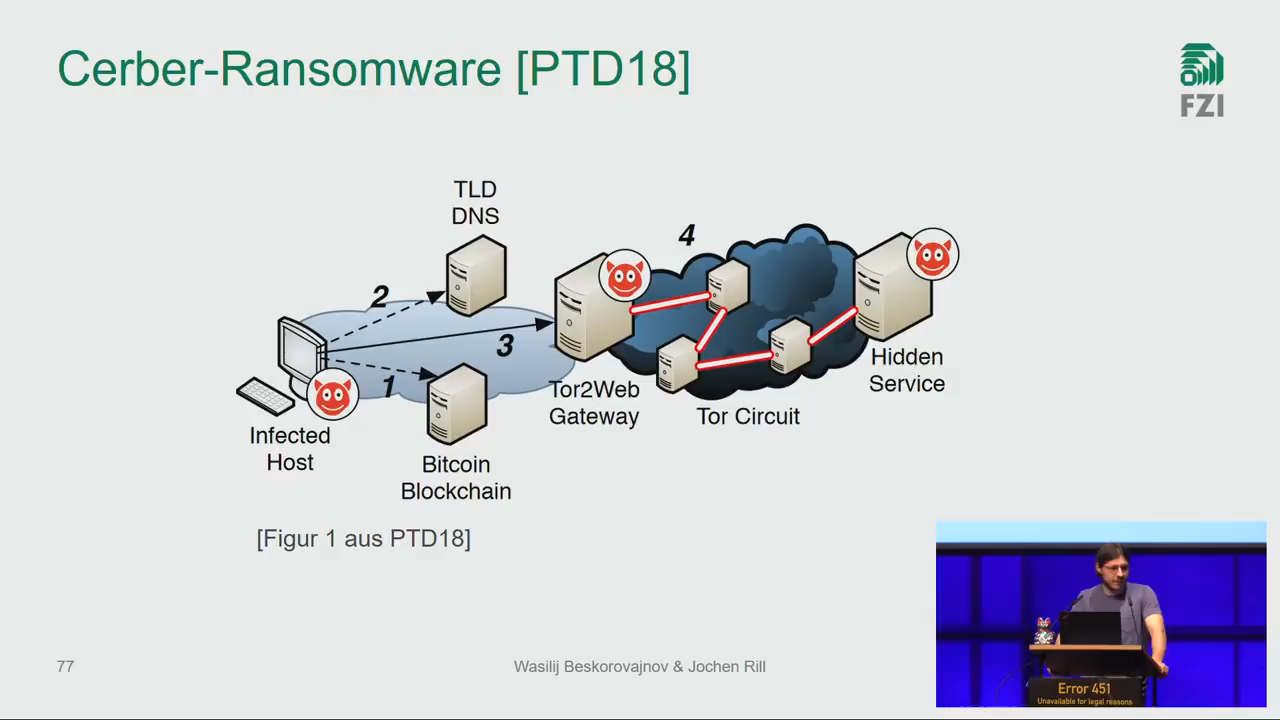 Cerber-Ransomware [PTD18]
FZI
TLD
DNS
4
2
3
1
Infected
Host
Bitcoin
Blockchain
Tor2Web
Gateway
Tor Circuit
Hidden
Service
[Figur 1 aus PTD18]
77
Wasilij Beskorovajnov & Jochen Rill
Error 451
Unavailable for legal reasons